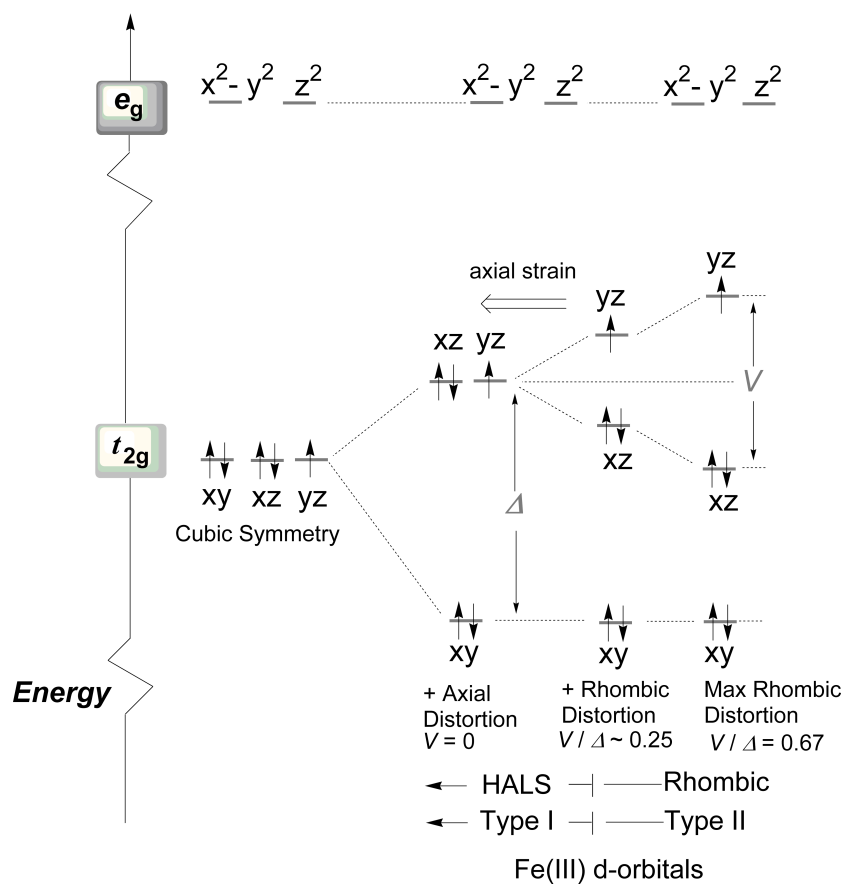 x²- y² z² x²- y² z² x²- y² z²
e_g
axial strain
yz
yz
xz yz
V
xz
xz
t_2g
xy xz yz
Cubic Symmetry
Δ
xy xy xy
Energy
+ Axial
Distortion
V = 0
+ Rhombic
Distortion
V / Δ ~ 0.25
Max Rhombic
Distortion
V / Δ = 0.67
HALS Rhombic
Type I Type II
Fe(III) d-orbitals